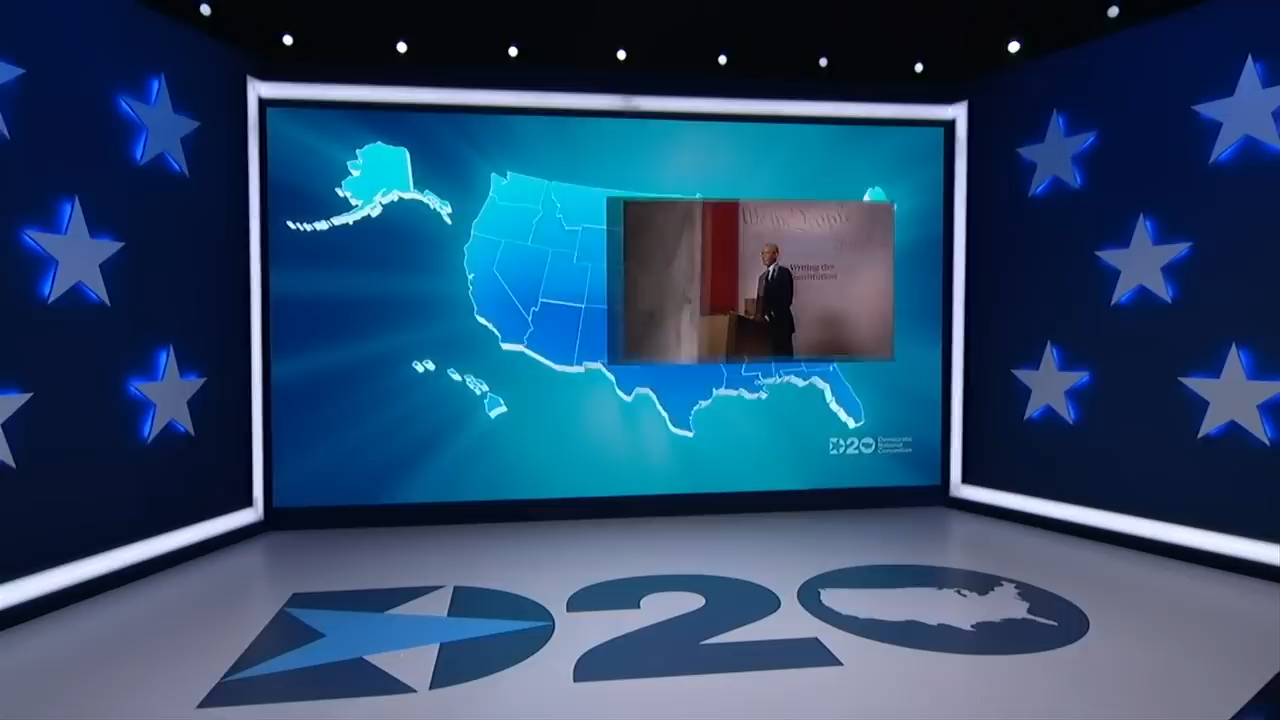 We the People
Writing the
Constitution
D20
Democratic
National
Convention
D20